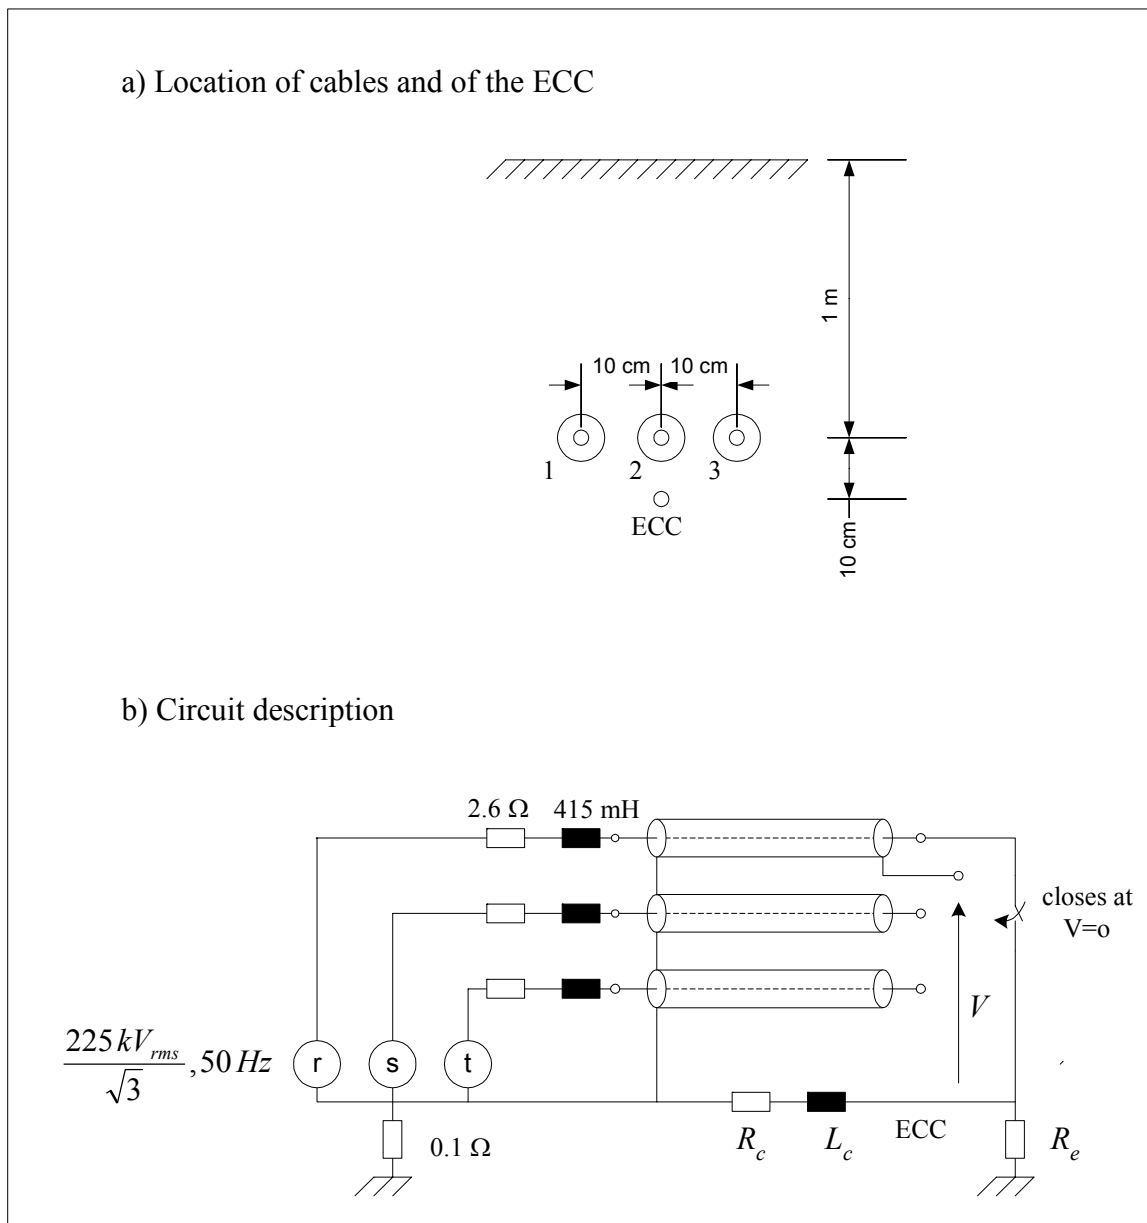 a) Location of cables and of the ECC
1 m
10 cm 10 cm
1 2 3
ECC
10 cm
b) Circuit description
2.6 Ω 415 mH
closes at
V=o
V
225 kV_rms / √3 , 50 Hz
r s t
R_c L_c ECC R_e
0.1 Ω